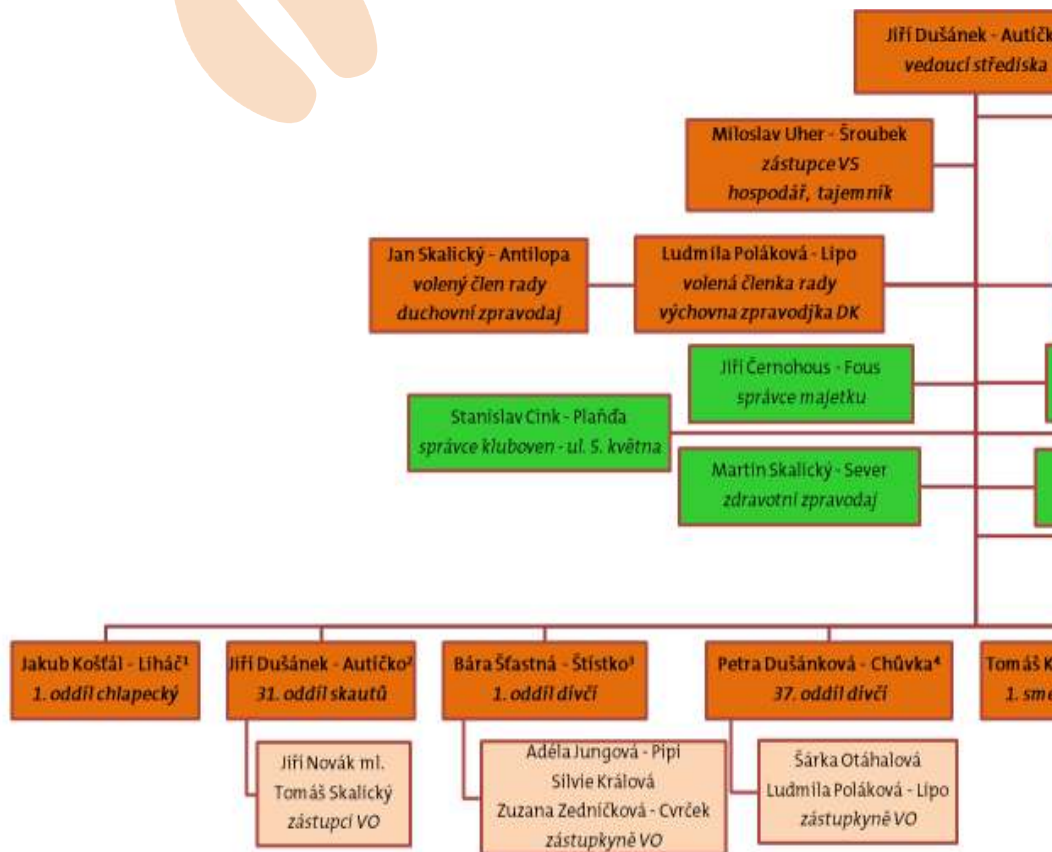 Jiří Dušánek - Autíčk
vedoucí střediska
Miloslav Uher - Šroubek
zástupce VS
hospodář, tajemník
Jan Skalický - Antilopa
volený člen rady
duchovní zpravodaj
Ludmila Poláková - Lípo
volená členka rady
výchovna zpravodjka DK
Jiří Černohous - Fous
správce majetku
Stanislav Cink - Plaňďa
správce kluboven - ul. 5. května
Martin Skalický - Sever
zdravotní zpravodaj
Jakub Košťál - Liháč¹
1. oddíl chlapecký
Jiří Dušánek - Autíčko²
31. oddíl skautů
Bára Šťastná - Štístko³
1. oddíl dívčí
Petra Dušánková - Chůvka⁴
37. oddíl dívčí
Tomáš K
1. sme
Jiří Novák ml.
Tomáš Skalický
zástupci VO
Adéla Jungová - Pipi
Silvie Králová
Zuzana Zedníčková - Cvrček
zástupkyně VO
Šárka Otáhalová
Ludmila Poláková - Lípo
zástupkyně VO